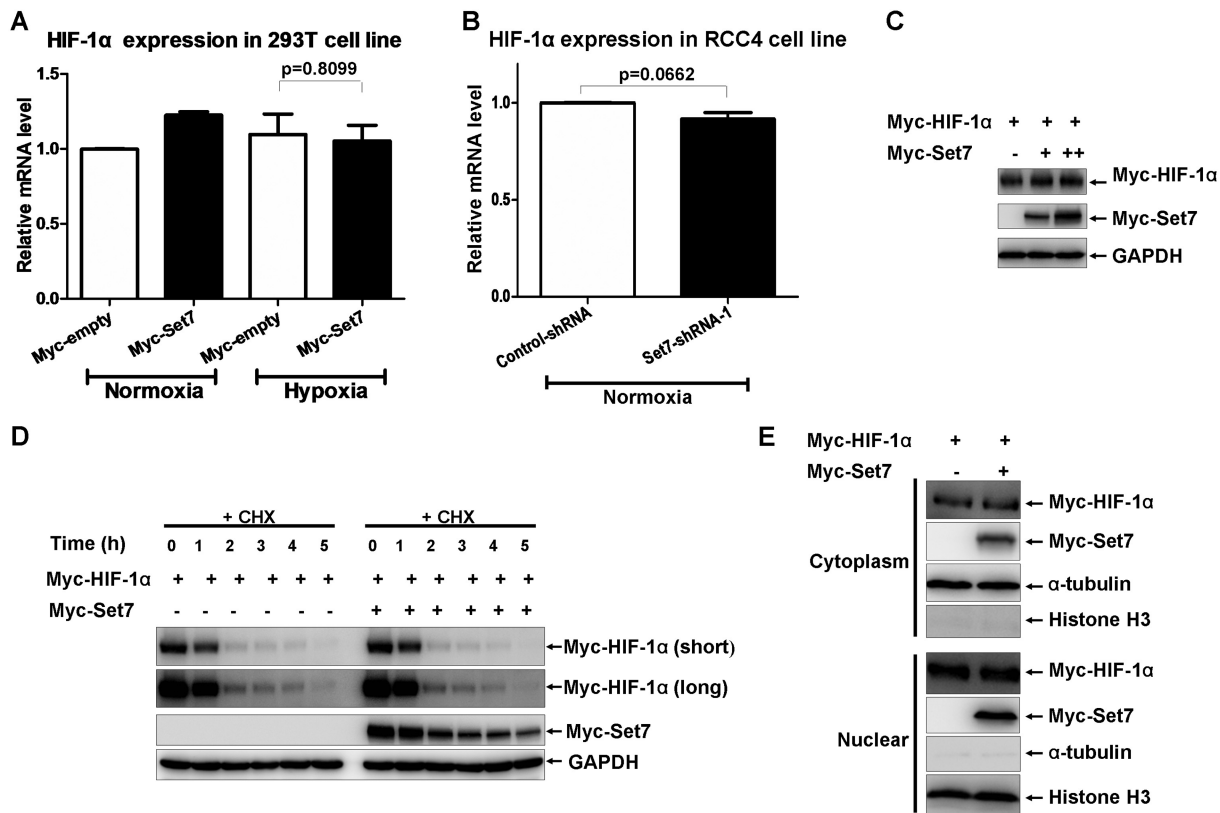 A
HIF-1α expression in 293T cell line
p=0.8099
Relative mRNA level
1.5
1.0
0.5
0.0
Myc-empty
Myc-Set7
Myc-empty
Myc-Set7
Normoxia
Hypoxia
B
HIF-1α expression in RCC4 cell line
p=0.0662
Relative mRNA level
1.0
0.5
0.0
Control-shRNA
Set7-shRNA-1
Normoxia
C
Myc-HIF-1α + + +
Myc-Set7 - + ++
Myc-HIF-1α
Myc-Set7
GAPDH
D
+ CHX + CHX
Time (h) 0 1 2 3 4 5 0 1 2 3 4 5
Myc-HIF-1α + + + + + + + + + + + +
Myc-Set7 - - - - - - + + + + + +
Myc-HIF-1α (short)
Myc-HIF-1α (long)
Myc-Set7
GAPDH
E
Myc-HIF-1α + +
Myc-Set7 - +
Cytoplasm
Myc-HIF-1α
Myc-Set7
α-tubulin
Histone H3
Nuclear
Myc-HIF-1α
Myc-Set7
α-tubulin
Histone H3